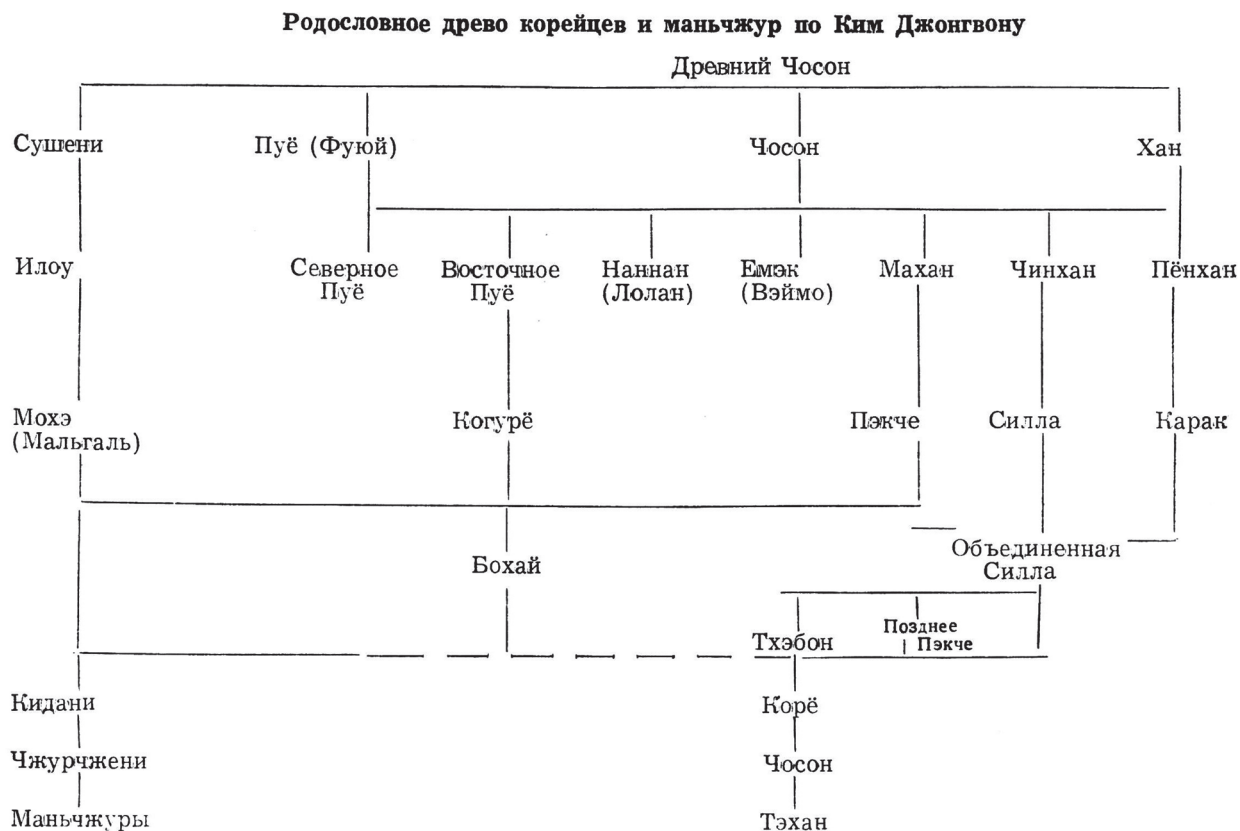 Родословное древо корейцев и маньчжур по Ким Джонгвону
Древний Чосон
Сушени Пуё (Фуюй) Чосон Хан
Илоу Северное Восточное Наннан Емэк Махан Чинхан Пёнхан
Пуё Пуё (Лолан) (Вэймо)
Мохэ Когурё Пэкче Силла Карак
(Мальгаль)
Объединенная
Бохай Силла
Позднее
Тхэбон Пэкче
Кидани Корё
Чжурчжени Чосон
Маньчжуры Тэхан